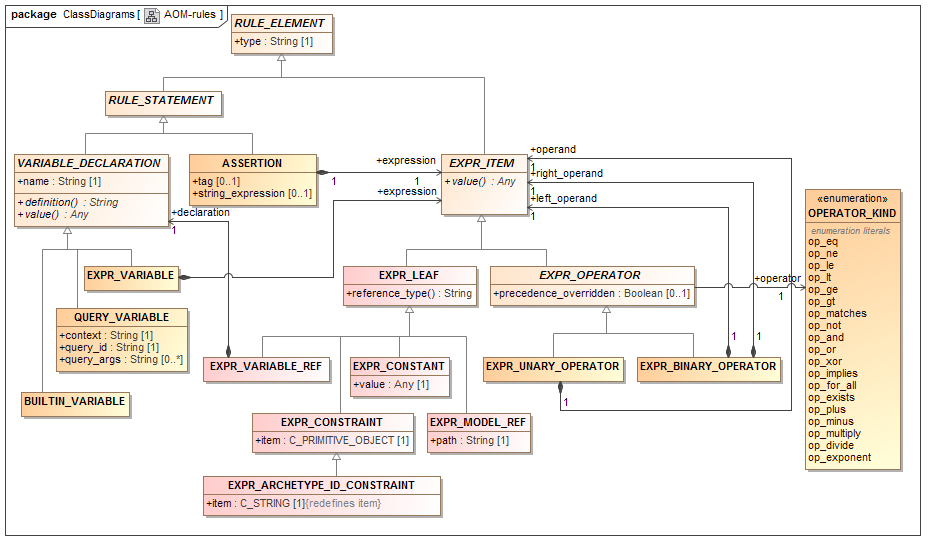 package ClassDiagrams [ AOM-rules ]
RULE_ELEMENT
+type : String [1]
RULE_STATEMENT
VARIABLE_DECLARATION
+name : String [1]
+definition() : String
+value() : Any
ASSERTION
+tag [0..1]
+string_expression [0..1]
+expression
1
1
+expression
EXPR_ITEM
+value() : Any
+operand
1
+right_operand
1
+left_operand
1
+declaration
1
«enumeration»
OPERATOR_KIND
enumeration literals
op_eq
op_ne
op_le
op_lt
op_ge
op_gt
op_matches
op_not
op_and
op_or
op_xor
op_implies
op_for_all
op_exists
op_plus
op_minus
op_multiply
op_divide
op_exponent
EXPR_VARIABLE
EXPR_LEAF
+reference_type() : String
EXPR_OPERATOR
+precedence_overridden : Boolean [0..1]
+operator
1
QUERY_VARIABLE
+context : String [1]
+query_id : String [1]
+query_args : String [0..*]
BUILTIN_VARIABLE
EXPR_VARIABLE_REF
EXPR_CONSTANT
+value : Any [1]
EXPR_UNARY_OPERATOR
1
EXPR_BINARY_OPERATOR
1
1
EXPR_CONSTRAINT
+item : C_PRIMITIVE_OBJECT [1]
EXPR_MODEL_REF
+path : String [1]
EXPR_ARCHETYPE_ID_CONSTRAINT
+item : C_STRING [1]{redefines item}